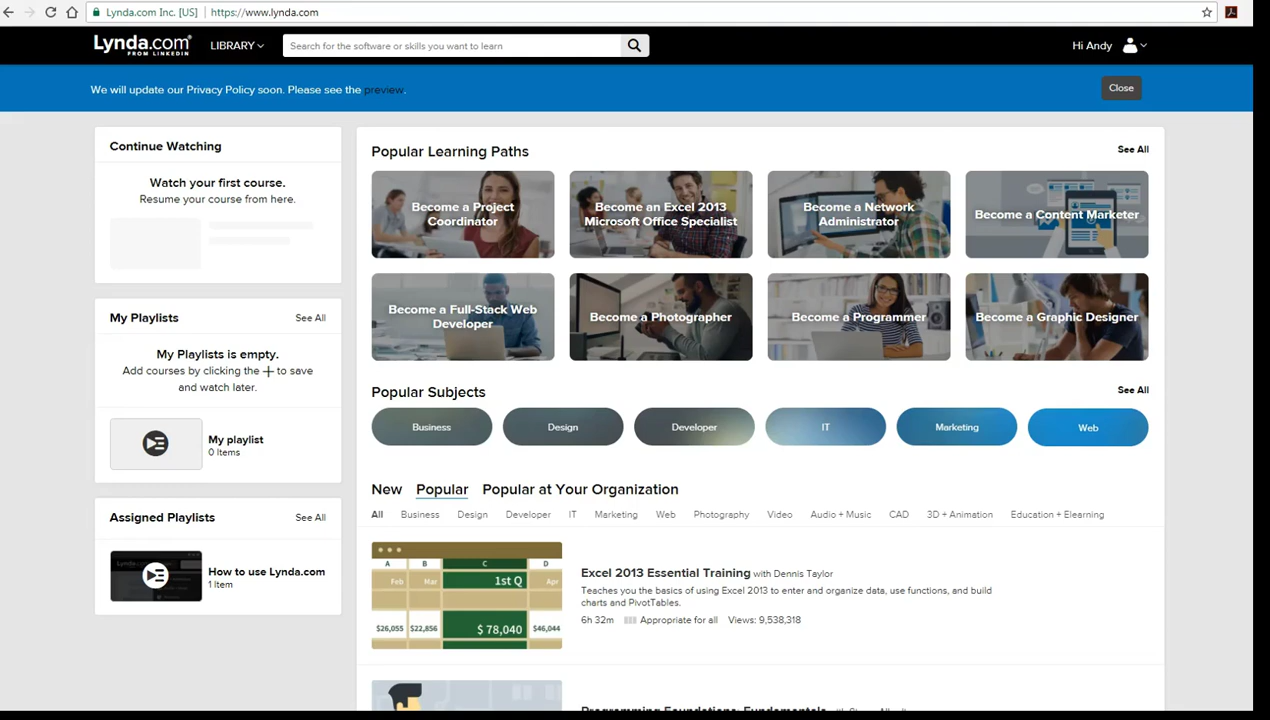 Lynda.com Inc. [US] https://www.lynda.com
Lynda.com®
FROM LINKEDIN
LIBRARY
Search for the software or skills you want to learn
Hi Andy
We will update our Privacy Policy soon. Please see the preview.
Close
Continue Watching
Watch your first course.
Resume your course from here.
My Playlists
See All
My Playlists is empty.
Add courses by clicking the + to save
and watch later.
My playlist
0 Items
Assigned Playlists
See All
How to use Lynda.com
1 Item
Popular Learning Paths
See All
Become a Project
Coordinator
Become an Excel 2013
Microsoft Office Specialist
Become a Network
Administrator
Become a Content Marketer
Become a Full-Stack Web
Developer
Become a Photographer
Become a Programmer
Become a Graphic Designer
Popular Subjects
See All
Business
Design
Developer
IT
Marketing
Web
New Popular Popular at Your Organization
All Business Design Developer IT Marketing Web Photography Video Audio + Music CAD 3D + Animation Education + Elearning
A B C D
Feb Mar 1st Q Apr
$26,055 $22,856 $ 78,040 $46,044
Excel 2013 Essential Training with Dennis Taylor
Teaches you the basics of using Excel 2013 to enter and organize data, use functions, and build
charts and PivotTables.
6h 32m Appropriate for all Views: 9,538,318
Programming Foundations: Fundamentals